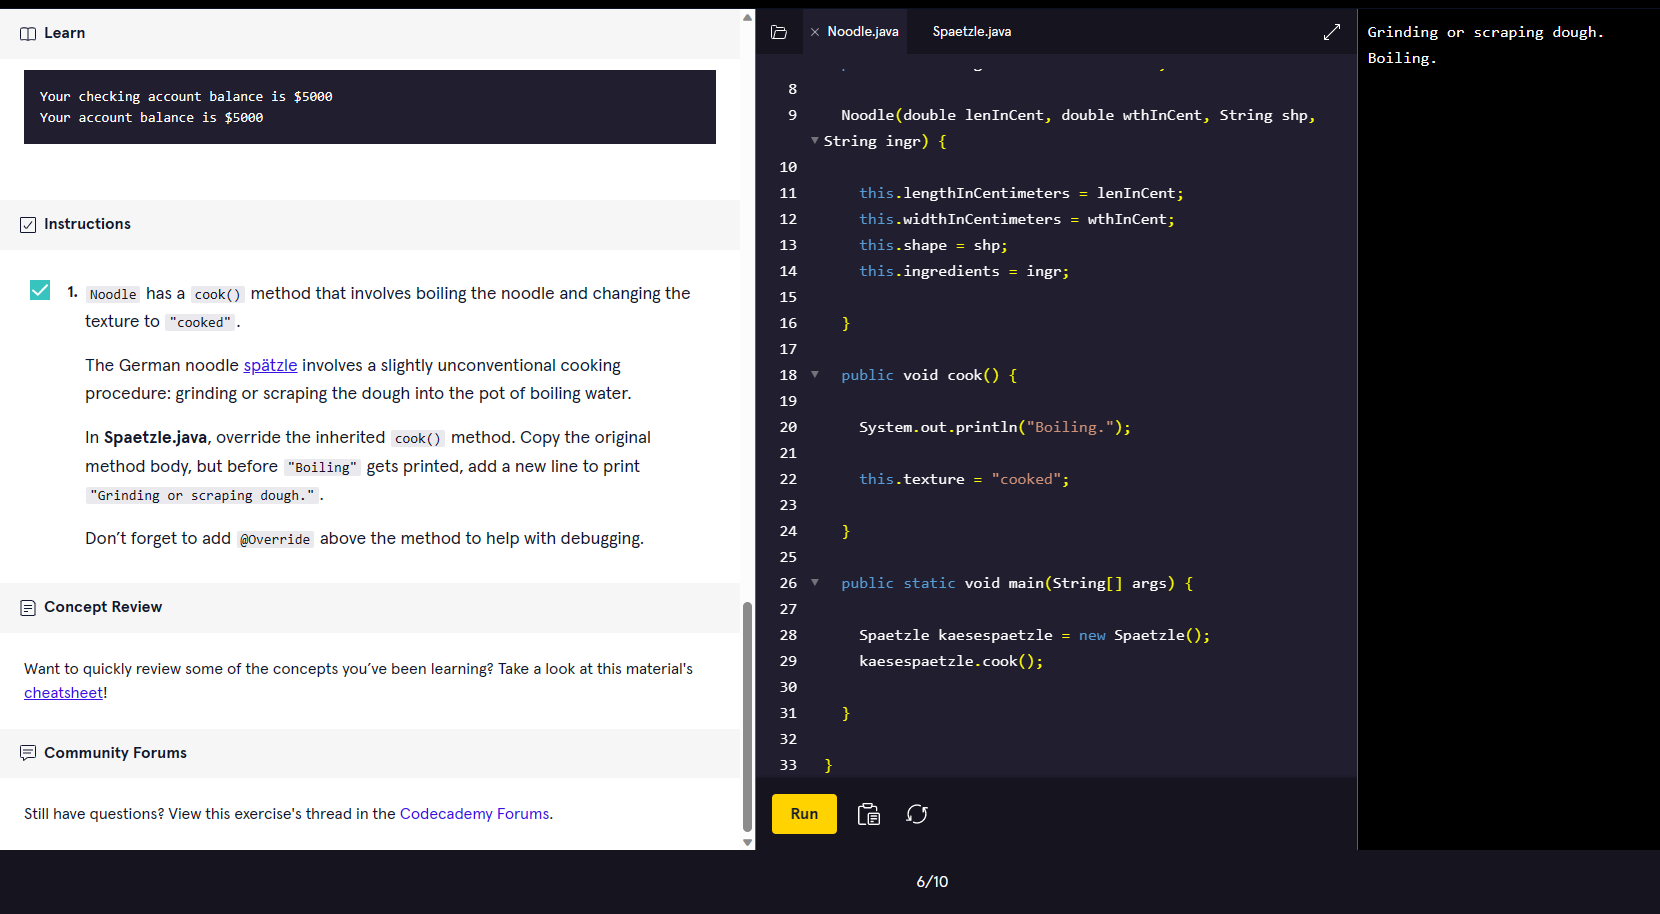 Learn
Your checking account balance is $5000
Your account balance is $5000
Instructions
1. Noodle has a cook() method that involves boiling the noodle and changing the
texture to "cooked".
The German noodle spätzle involves a slightly unconventional cooking
procedure: grinding or scraping the dough into the pot of boiling water.
In Spaetzle.java, override the inherited cook() method. Copy the original
method body, but before "Boiling" gets printed, add a new line to print
"Grinding or scraping dough.".
Don’t forget to add @Override above the method to help with debugging.
Concept Review
Want to quickly review some of the concepts you’ve been learning? Take a look at this material's
cheatsheet!
Community Forums
Still have questions? View this exercise's thread in the Codecademy Forums.
Noodle.java Spaetzle.java
8
9 Noodle(double lenInCent, double wthInCent, String shp,
String ingr) {
10
11 this.lengthInCentimeters = lenInCent;
12 this.widthInCentimeters = wthInCent;
13 this.shape = shp;
14 this.ingredients = ingr;
15
16 }
17
18 public void cook() {
19
20 System.out.println("Boiling.");
21
22 this.texture = "cooked";
23
24 }
25
26 public static void main(String[] args) {
27
28 Spaetzle kaesespaetzle = new Spaetzle();
29 kaesespaetzle.cook();
30
31 }
32
33 }
Run
Grinding or scraping dough.
Boiling.
6/10